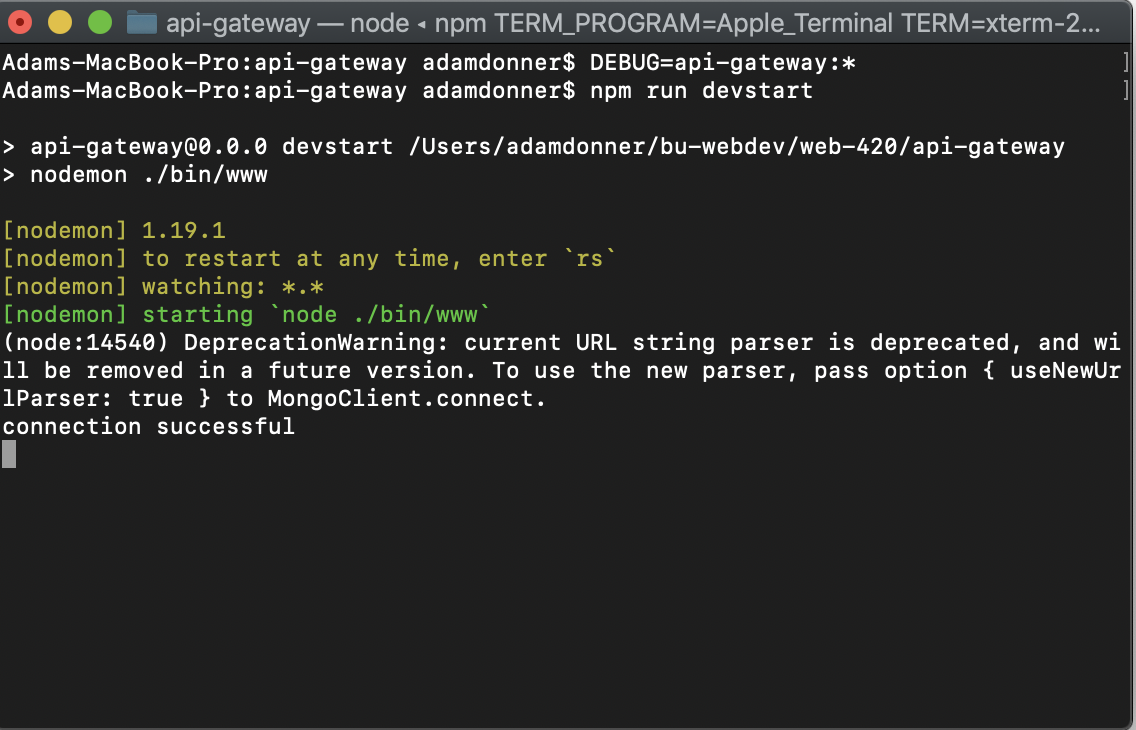 api-gateway — node ◂ npm TERM_PROGRAM=Apple_Terminal TERM=xterm-2...
Adams-MacBook-Pro:api-gateway adamdonner$ DEBUG=api-gateway:* ]
Adams-MacBook-Pro:api-gateway adamdonner$ npm run devstart ]
> api-gateway@0.0.0 devstart /Users/adamdonner/bu-webdev/web-420/api-gateway
> nodemon ./bin/www
[nodemon] 1.19.1
[nodemon] to restart at any time, enter `rs`
[nodemon] watching: *.*
[nodemon] starting `node ./bin/www`
(node:14540) DeprecationWarning: current URL string parser is deprecated, and wi
ll be removed in a future version. To use the new parser, pass option { useNewUr
lParser: true } to MongoClient.connect.
connection successful